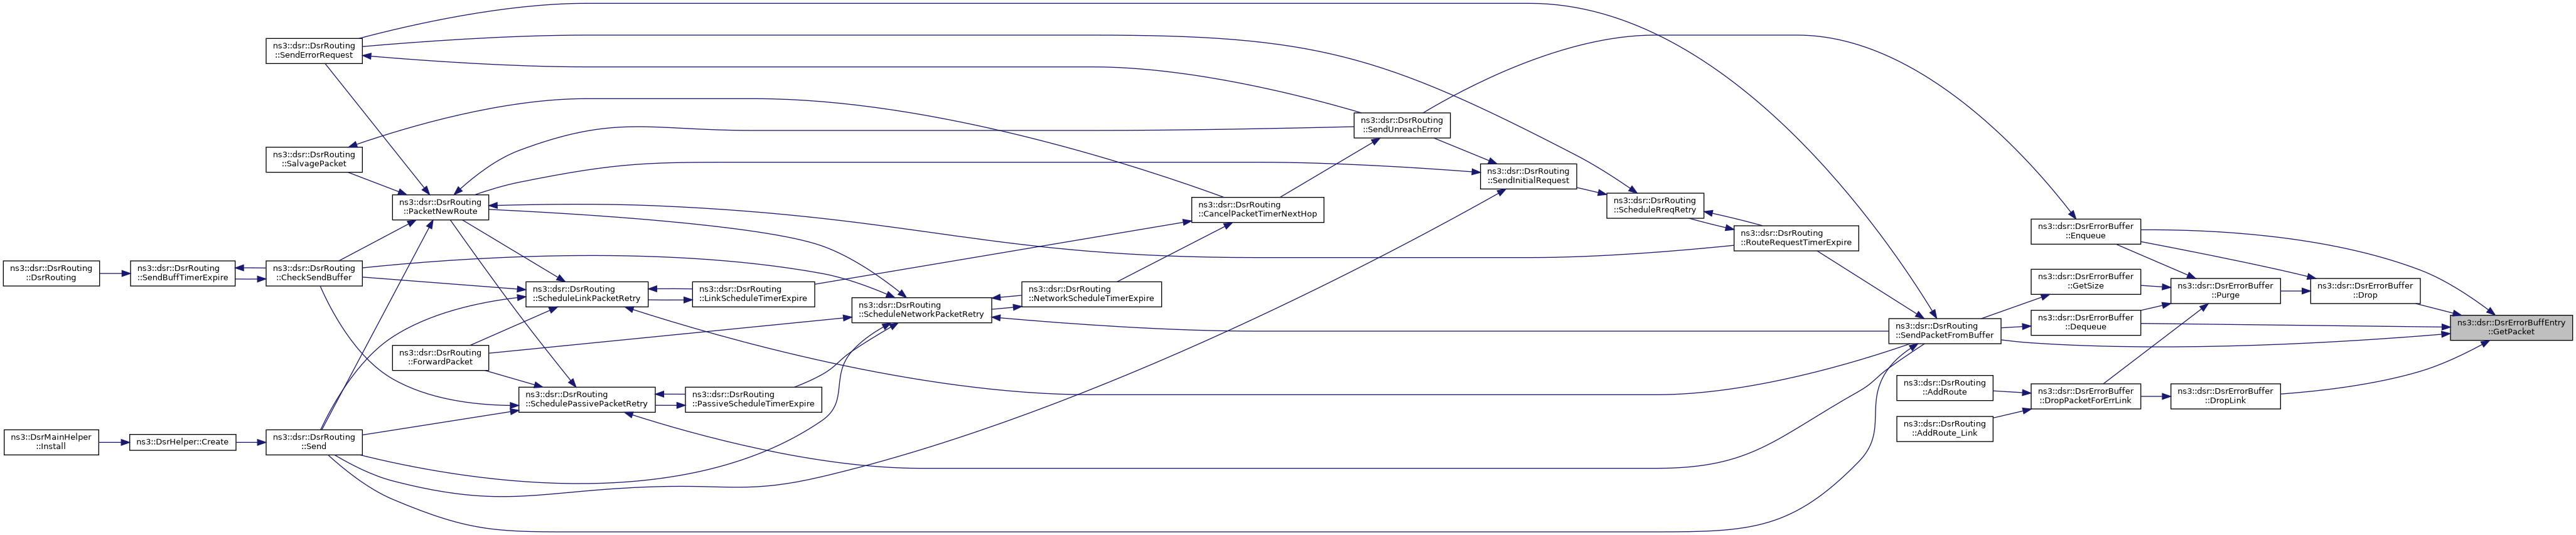 ns3::dsr::DsrRouting
::SendErrorRequest
ns3::dsr::DsrRouting
::SendUnreachError
ns3::dsr::DsrRouting
::SalvagePacket
ns3::dsr::DsrRouting
::SendInitialRequest
ns3::dsr::DsrRouting
::PacketNewRoute
ns3::dsr::DsrRouting
::CancelPacketTimerNextHop
ns3::dsr::DsrRouting
::ScheduleRreqRetry
ns3::dsr::DsrRouting
::RouteRequestTimerExpire
ns3::dsr::DsrErrorBuffer
::Enqueue
ns3::dsr::DsrRouting
::DsrRouting
ns3::dsr::DsrRouting
::SendBuffTimerExpire
ns3::dsr::DsrRouting
::CheckSendBuffer
ns3::dsr::DsrRouting
::ScheduleLinkPacketRetry
ns3::dsr::DsrRouting
::LinkScheduleTimerExpire
ns3::dsr::DsrRouting
::ScheduleNetworkPacketRetry
ns3::dsr::DsrRouting
::NetworkScheduleTimerExpire
ns3::dsr::DsrErrorBuffer
::GetSize
ns3::dsr::DsrErrorBuffer
::Purge
ns3::dsr::DsrErrorBuffer
::Drop
ns3::dsr::DsrRouting
::SendPacketFromBuffer
ns3::dsr::DsrErrorBuffer
::Dequeue
ns3::dsr::DsrErrorBuffEntry
::GetPacket
ns3::dsr::DsrRouting
::ForwardPacket
ns3::dsr::DsrRouting
::SchedulePassivePacketRetry
ns3::dsr::DsrRouting
::PassiveScheduleTimerExpire
ns3::dsr::DsrRouting
::AddRoute
ns3::dsr::DsrErrorBuffer
::DropPacketForErrLink
ns3::dsr::DsrErrorBuffer
::DropLink
ns3::dsr::DsrRouting
::AddRoute_Link
ns3::DsrMainHelper
::Install
ns3::DsrHelper::Create
ns3::dsr::DsrRouting
::Send